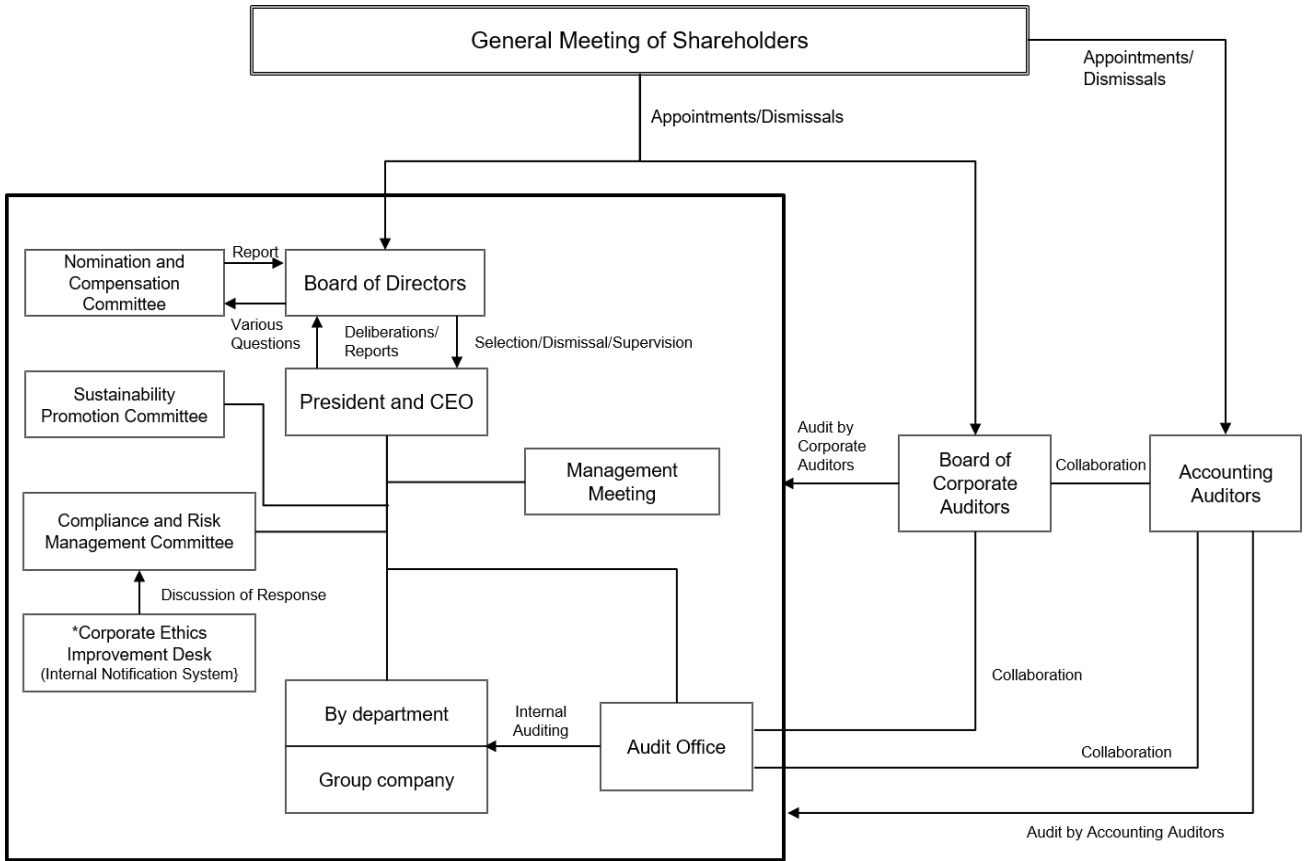 General Meeting of Shareholders
Appointments/
Dismissals
Appointments/Dismissals
Nomination and
Compensation
Committee
Report
Board of Directors
Various
Questions
Deliberations/
Reports
Selection/Dismissal/Supervision
Sustainability
Promotion Committee
President and CEO
Management
Meeting
Audit by
Corporate
Auditors
Board of
Corporate
Auditors
Collaboration
Accounting
Auditors
Compliance and Risk
Management Committee
Discussion of Response
*Corporate Ethics
Improvement Desk
(Internal Notification System}
By department
Group company
Internal
Auditing
Audit Office
Collaboration
Collaboration
Audit by Accounting Auditors